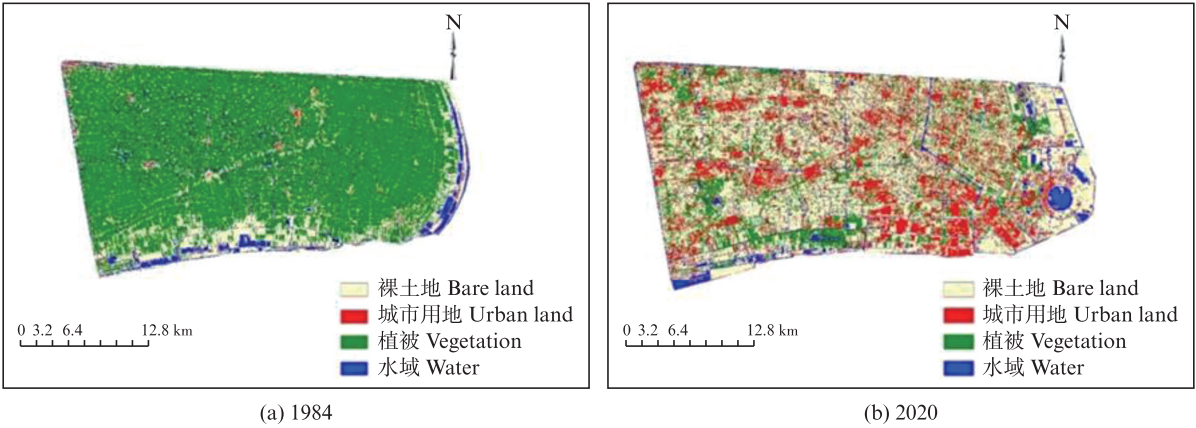 N
裸土地 Bare land
城市用地 Urban land
植被 Vegetation
水域 Water
0 3.2 6.4 12.8 km
(a) 1984
N
裸土地 Bare land
城市用地 Urban land
植被 Vegetation
水域 Water
0 3.2 6.4 12.8 km
(b) 2020